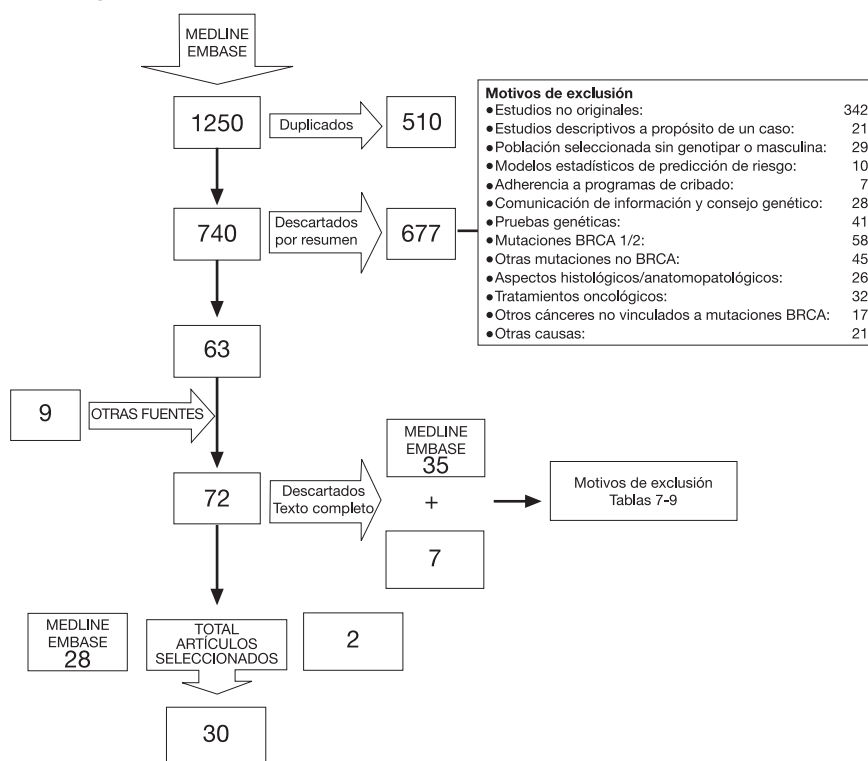 MEDLINE
EMBASE
1250
Duplicados
510
740
Descartados
por resumen
677
Motivos de exclusión
●Estudios no originales: 342
●Estudios descriptivos a propósito de un caso: 21
●Población seleccionada sin genotipar o masculina: 29
●Modelos estadísticos de predicción de riesgo: 10
●Adherencia a programas de cribado: 7
●Comunicación de información y consejo genético: 28
●Pruebas genéticas: 41
●Mutaciones BRCA 1/2: 58
●Otras mutaciones no BRCA: 45
●Aspectos histológicos/anatomopatológicos: 26
●Tratamientos oncológicos: 32
●Otros cánceres no vinculados a mutaciones BRCA: 17
●Otras causas: 21
63
9
OTRAS FUENTES
72
Descartados
Texto completo
MEDLINE
EMBASE
35
+
7
Motivos de exclusión
Tablas 7-9
MEDLINE
EMBASE
28
TOTAL
ARTÍCULOS
SELECCIONADOS
2
30